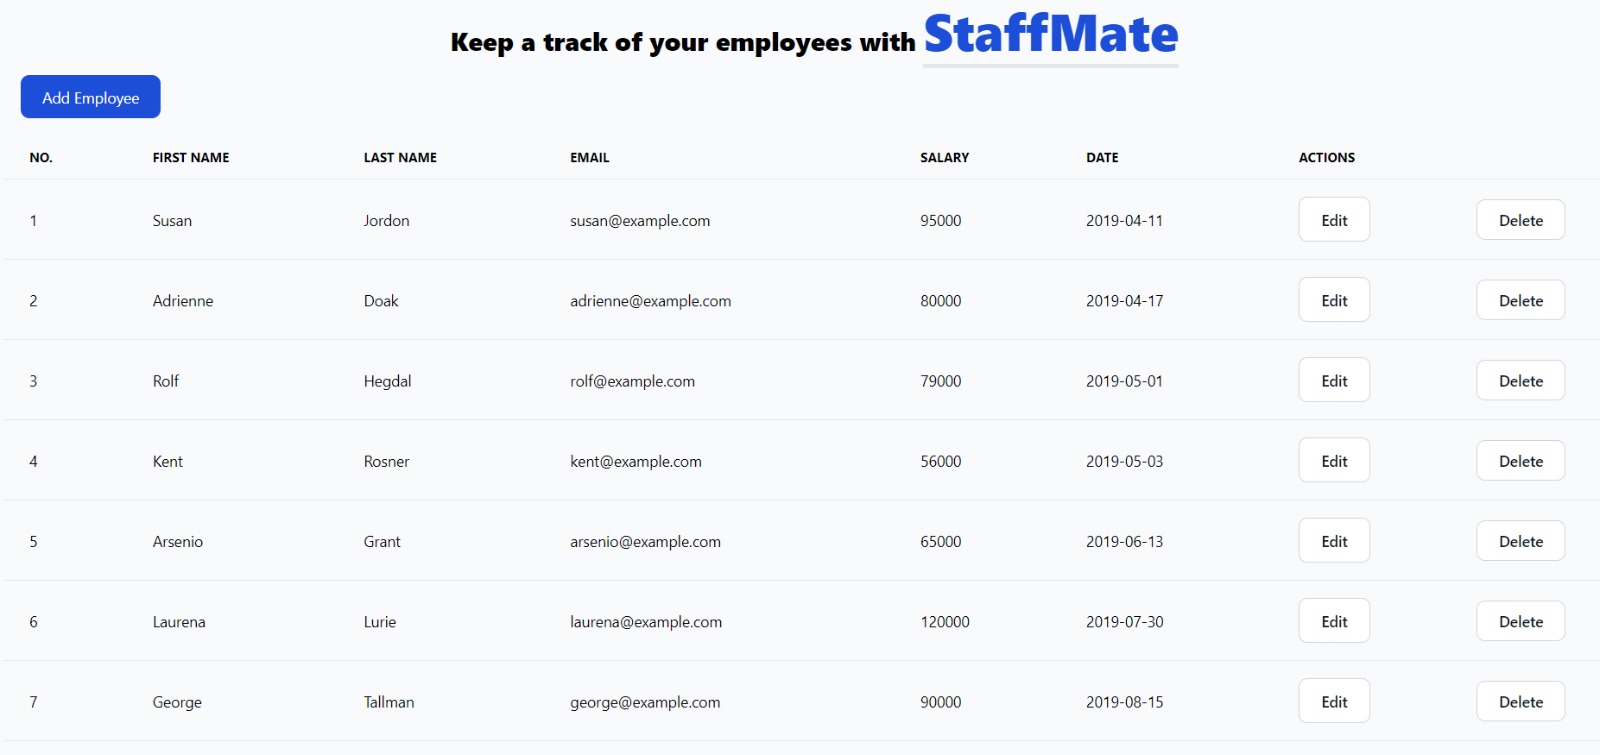 Keep a track of your employees with StaffMate
Add Employee
NO. FIRST NAME LAST NAME EMAIL SALARY DATE ACTIONS
1 Susan Jordon susan@example.com 95000 2019-04-11 Edit Delete
2 Adrienne Doak adrienne@example.com 80000 2019-04-17 Edit Delete
3 Rolf Hegdal rolf@example.com 79000 2019-05-01 Edit Delete
4 Kent Rosner kent@example.com 56000 2019-05-03 Edit Delete
5 Arsenio Grant arsenio@example.com 65000 2019-06-13 Edit Delete
6 Laurena Lurie laurena@example.com 120000 2019-07-30 Edit Delete
7 George Tallman george@example.com 90000 2019-08-15 Edit Delete